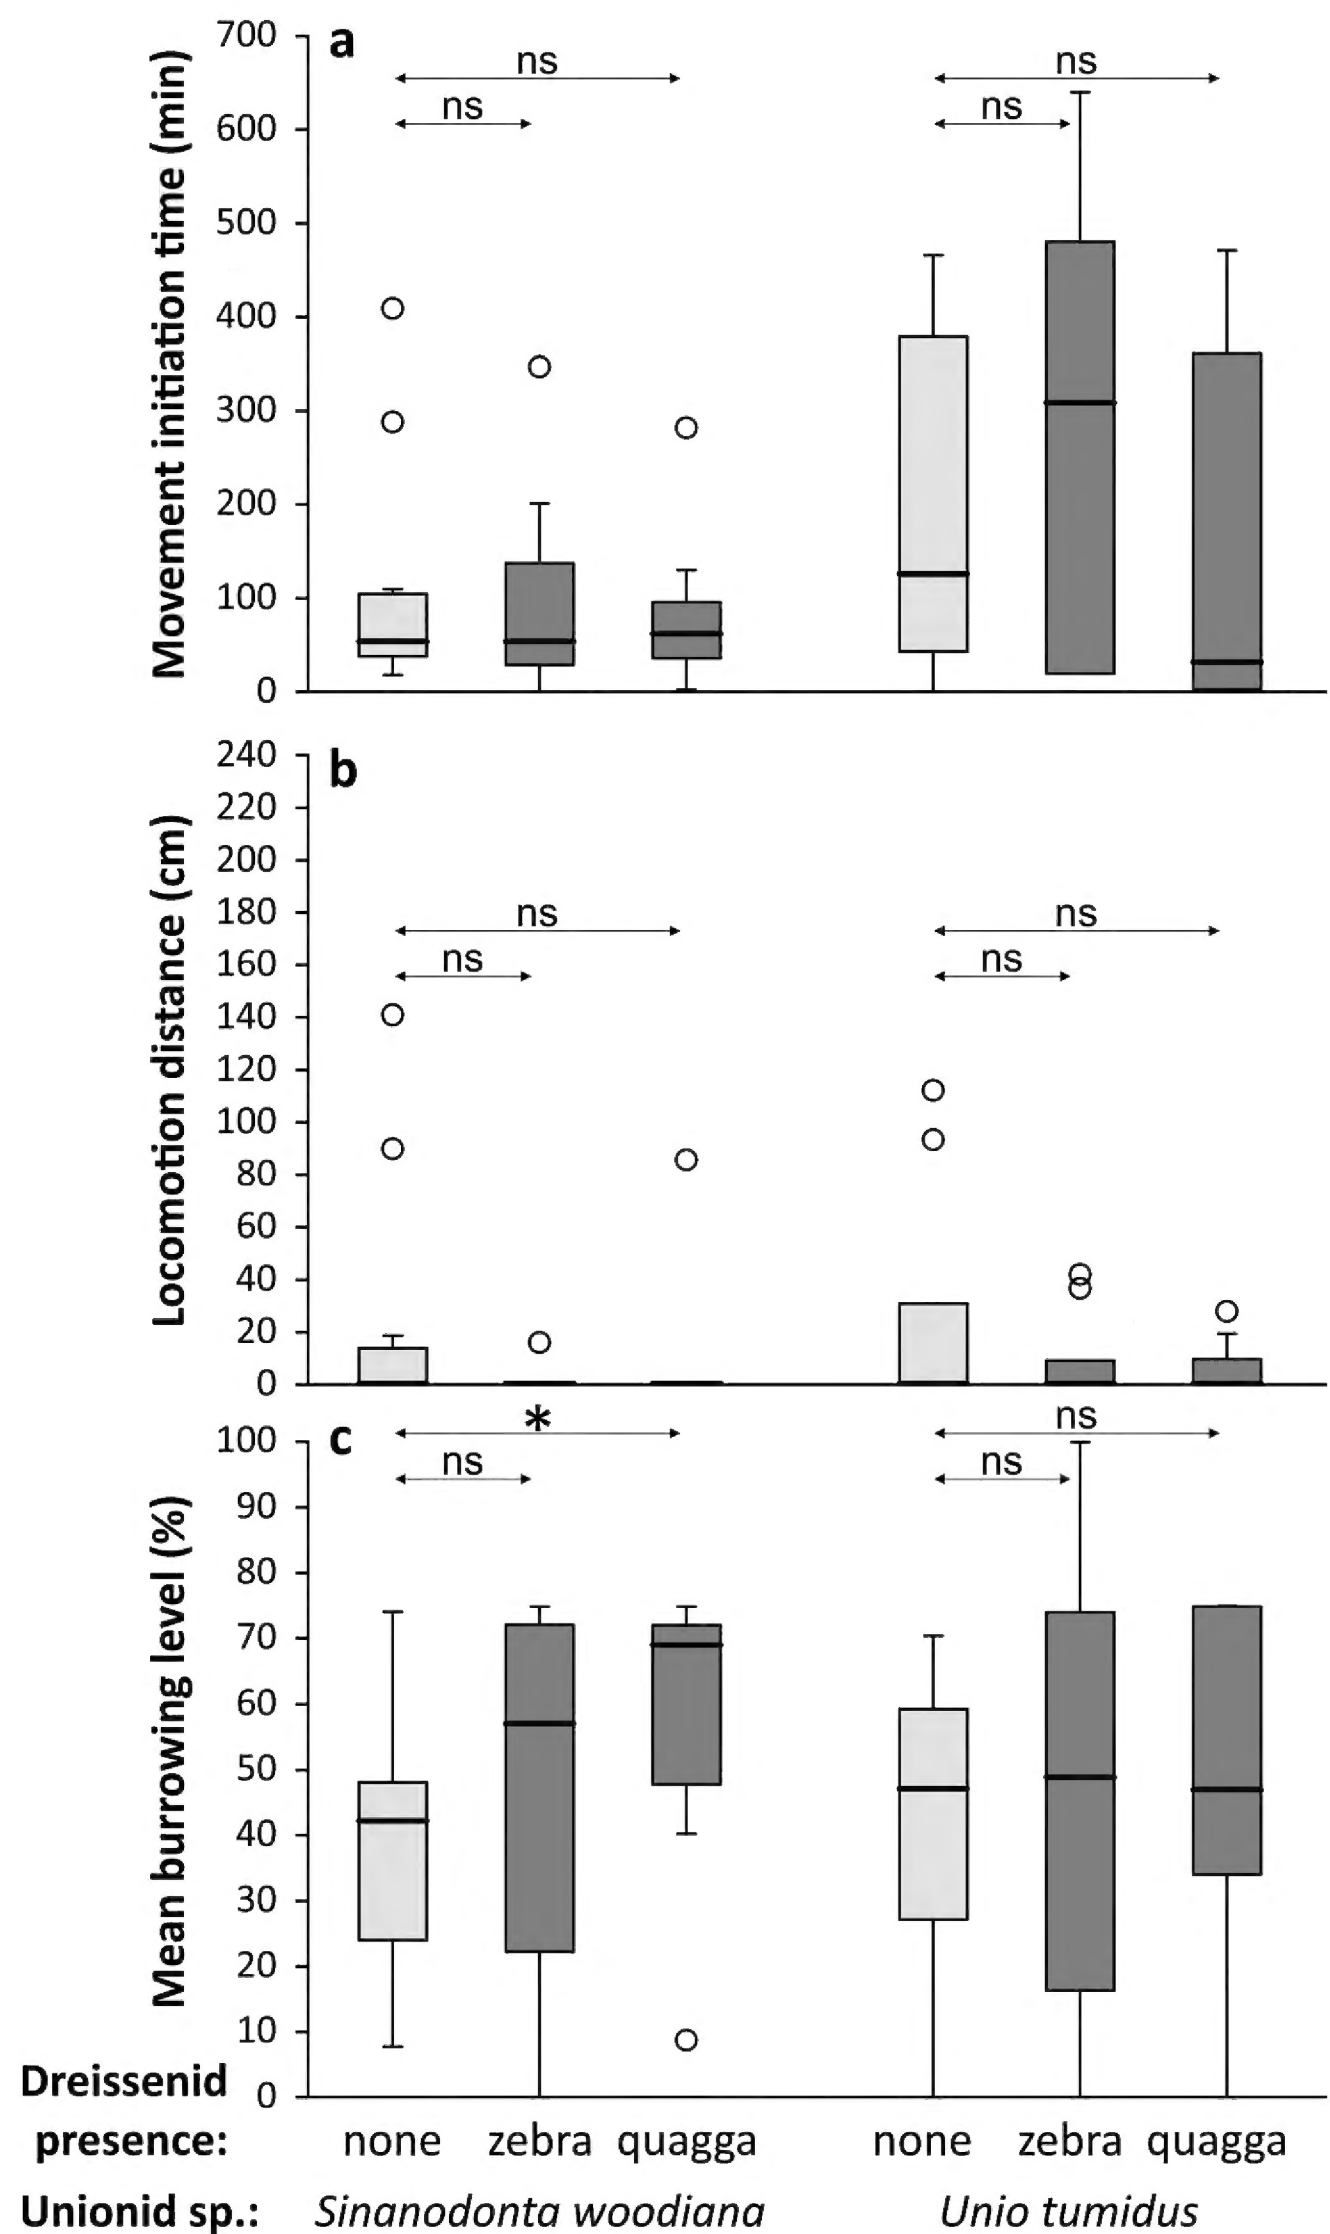 a
Movement initiation time (min)
700
600
500
400
300
200
100
0
ns
ns
ns
ns
b
Locomotion distance (cm)
240
220
200
180
160
140
120
100
80
60
40
20
0
ns
ns
ns
ns
c
Mean burrowing level (%)
100
90
80
70
60
50
40
30
20
10
0
*
ns
ns
ns
Dreissenid
presence: none zebra quagga none zebra quagga
Unionid sp.: Sinanodonta woodiana Unio tumidus